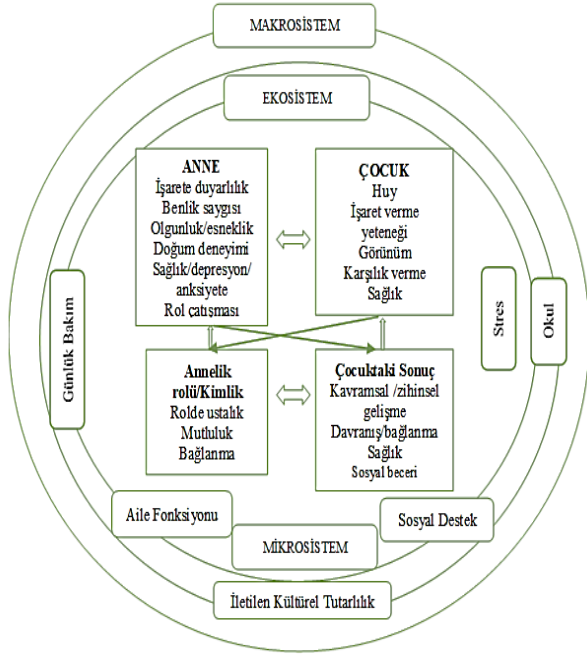 MAKROSİSTEM
EKOSİSTEM
ANNE
İşarete duyarlılık
Benlik saygısı
Olgunluk/esneklik
Doğum deneyimi
Sağlık/depresyon/
anksiyete
Rol çatışması
ÇOCUK
Huy
İşaret verme
yeteneği
Görünüm
Karşılık verme
Sağlık
Günlük Bakım
Stres
Okul
Annelik
rolü/Kimlik
Rolde ustalık
Mutluluk
Bağlanma
Çocuktaki Sonuç
Kavramsal /zihinsel
gelişme
Davranış/bağlanma
Sağlık
Sosyal beceri
Aile Fonksiyonu
Sosyal Destek
MİKROSİSTEM
İletilen Kültürel Tutarlılık